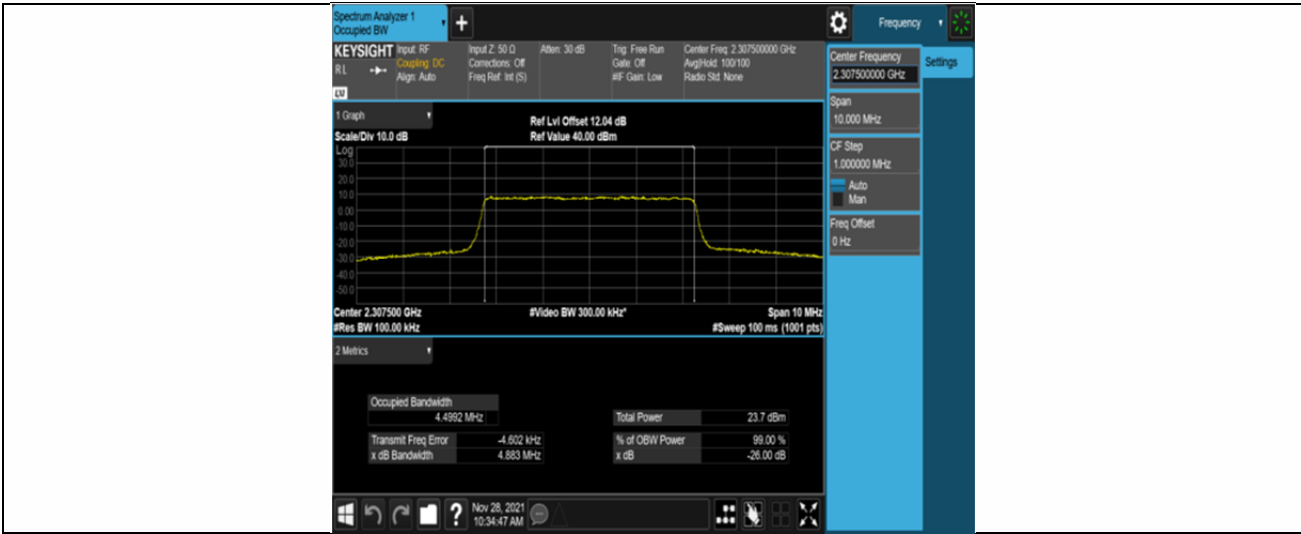 Spectrum Analyzer 1
Occupied BW
+
Frequency
KEYSIGHT
R L
LXI
Input: RF
Coupling: DC
Align: Auto
Input Z: 50 Ω
Corrections: Off
Freq Ref: Int (S)
Atten: 30 dB
Trig: Free Run
Gate: Off
#IF Gain: Low
Center Freq: 2.307500000 GHz
Avg|Hold: 100/100
Radio Std: None
Center Frequency
2.307500000 GHz
Settings
Span
10.000 MHz
CF Step
1.000000 MHz
Auto
Man
Freq Offset
0 Hz
1 Graph
Scale/Div 10.0 dB
Ref Lvl Offset 12.04 dB
Ref Value 40.00 dBm
Log
30.0
20.0
10.0
0.00
-10.0
-20.0
-30.0
-40.0
-50.0
Center 2.307500 GHz
#Video BW 300.00 kHz*
Span 10 MHz
#Res BW 100.00 kHz
#Sweep 100 ms (1001 pts)
2 Metrics
Occupied Bandwidth
4.4992 MHz
Total Power 23.7 dBm
Transmit Freq Error -4.602 kHz
% of OBW Power 99.00 %
x dB Bandwidth 4.883 MHz
x dB -26.00 dB
?
Nov 28, 2021
10:34:47 AM